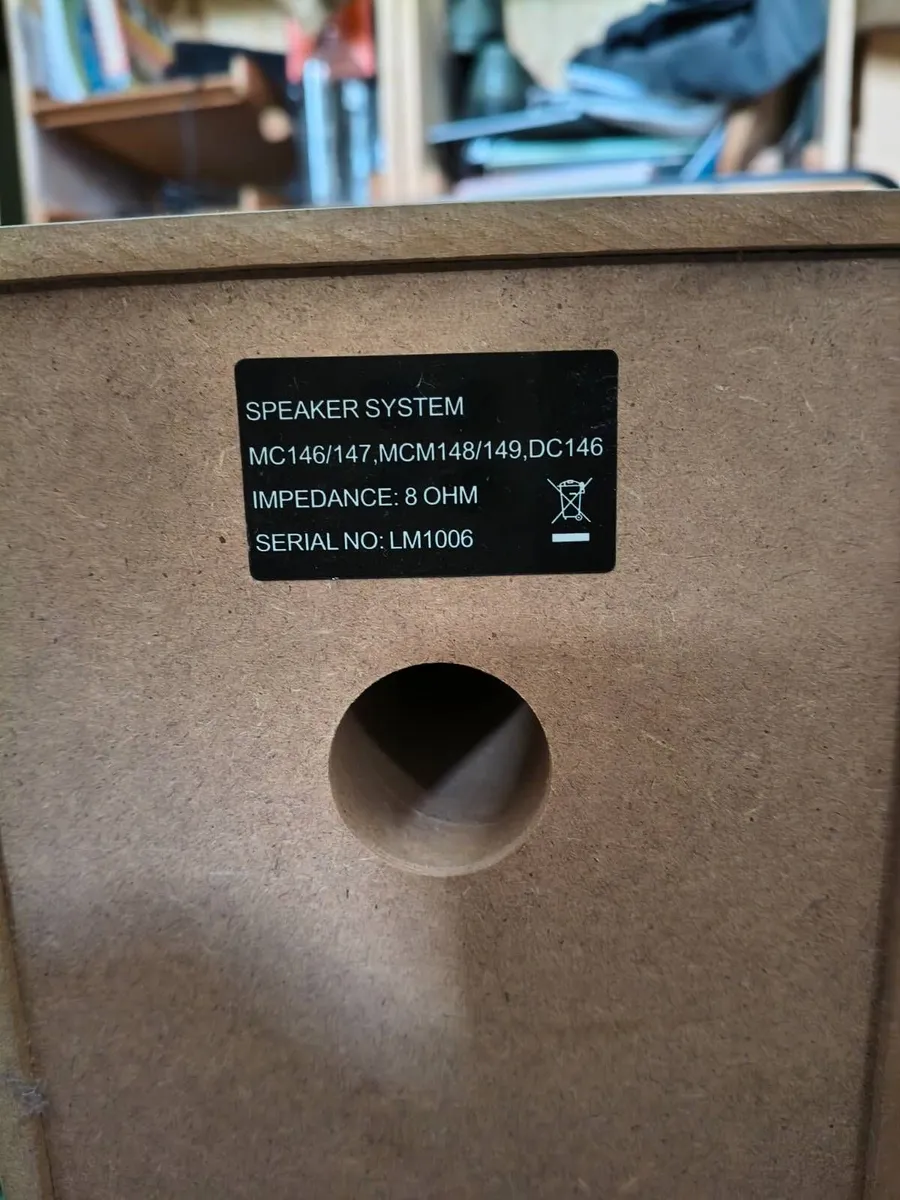 SPEAKER SYSTEM
MC146/147,MCM148/149,DC146
IMPEDANCE: 8 OHM
SERIAL NO: LM1006